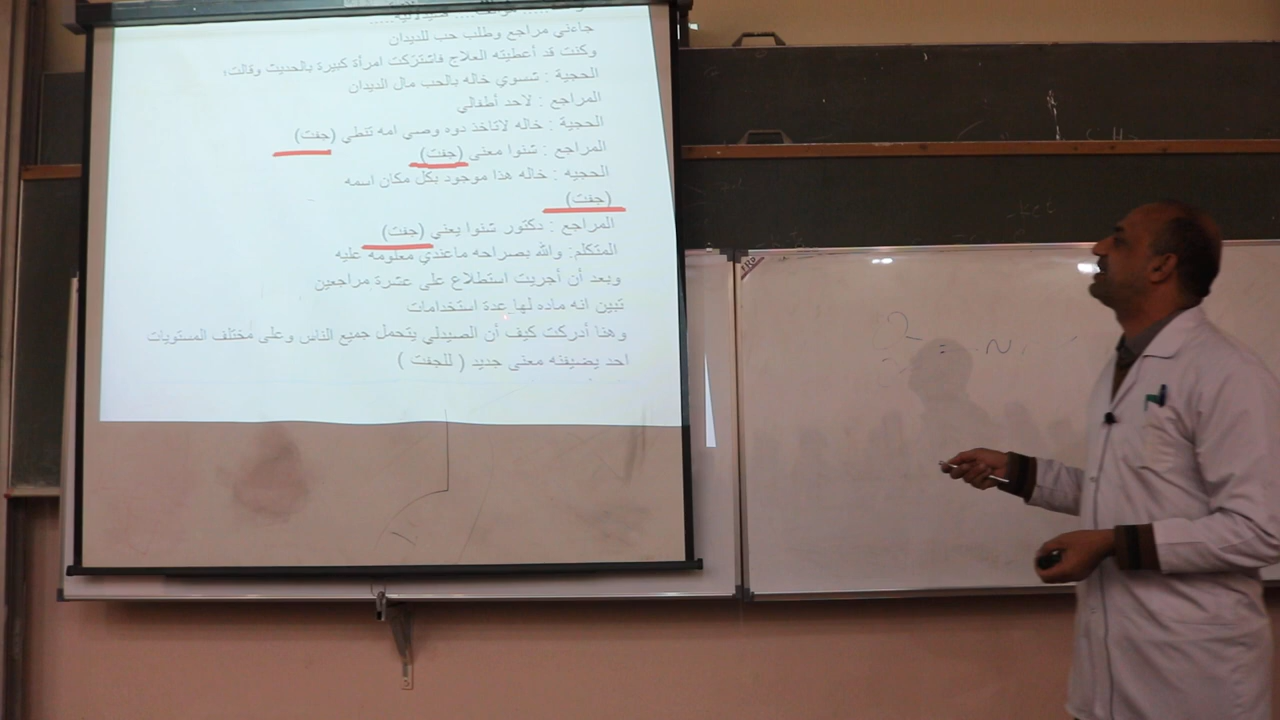 جاءني مراجع وطلب حب للديدان
وكنت قد أعطيته العلاج فاشتركت امرأة كبيرة بالحديث وقالت؛
الحجية : شسوي خاله بالحب مال الديدان
المراجع : لاحد أطفالي
الحجية : خاله لاتاخذ دوه وصي امه تنطي (جفت)
المراجع : شنوا معنى (جفت)
الحجيه : خاله هذا موجود بكل مكان اسمه
(جفت)
المراجع : دكتور شنوا يعني (جفت)
المتكلم: والله بصراحه ماعندي معلومه عليه
وبعد أن أجريت استطلاع على عشرة مراجعين
تبين انه ماده لها عدة استخدامات
وهنا أدركت كيف أن الصيدلي يتحمل جميع الناس وعلى مختلف المستويات
احد يضيفنه معنى جديد ( للجفت )